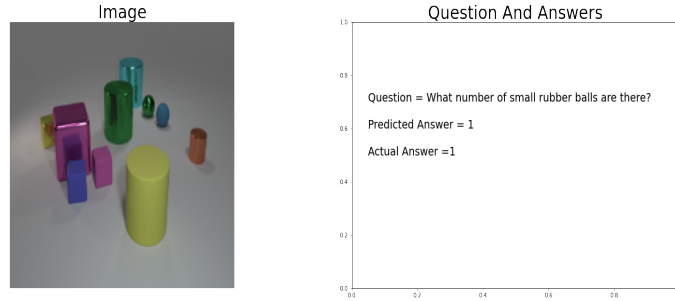 Image
Question And Answers
1.0
0.8
Question = What number of small rubber balls are there?
0.6
Predicted Answer = 1
Actual Answer =1
0.4
0.2
0.0
0.0 0.2 0.4 0.6 0.8